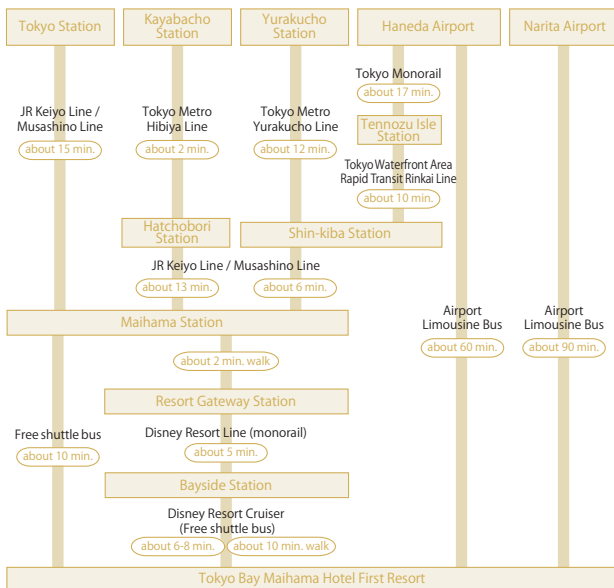 Tokyo Station
Kayabacho
Station
Yurakucho
Station
Haneda Airport
Narita Airport
Tokyo Monorail
about 17 min.
JR Keiyo Line /
Musashino Line
about 15 min.
Tokyo Metro
Hibiya Line
about 2 min.
Tokyo Metro
Yurakucho Line
about 12 min.
Tennozu Isle
Station
Tokyo Waterfront Area
Rapid Transit Rinkai Line
about 10 min.
Hatchobori
Station
Shin-kiba Station
JR Keiyo Line / Musashino Line
about 13 min.
about 6 min.
Maihama Station
Airport
Limousine Bus
about 60 min.
Airport
Limousine Bus
about 90 min.
about 2 min. walk
Resort Gateway Station
Free shuttle bus
about 10 min.
Disney Resort Line (monorail)
about 5 min.
Bayside Station
Disney Resort Cruiser
(Free shuttle bus)
about 6-8 min.
about 10 min. walk
Tokyo Bay Maihama Hotel First Resort